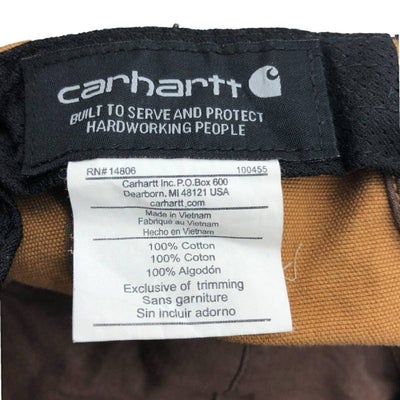 carhartt
BUILT TO SERVE AND PROTECT
HARDWORKING PEOPLE
RN# 14806 100455
Carhartt Inc. P.O.Box 600
Dearborn, MI 48121 USA
carhartt.com
Made in Vietnam
Fabriqué au Vietnam
Hecho en Vietnam
100% Cotton
100% Coton
100% Algodón
Exclusive of trimming
Sans garniture
Sin incluir adorno